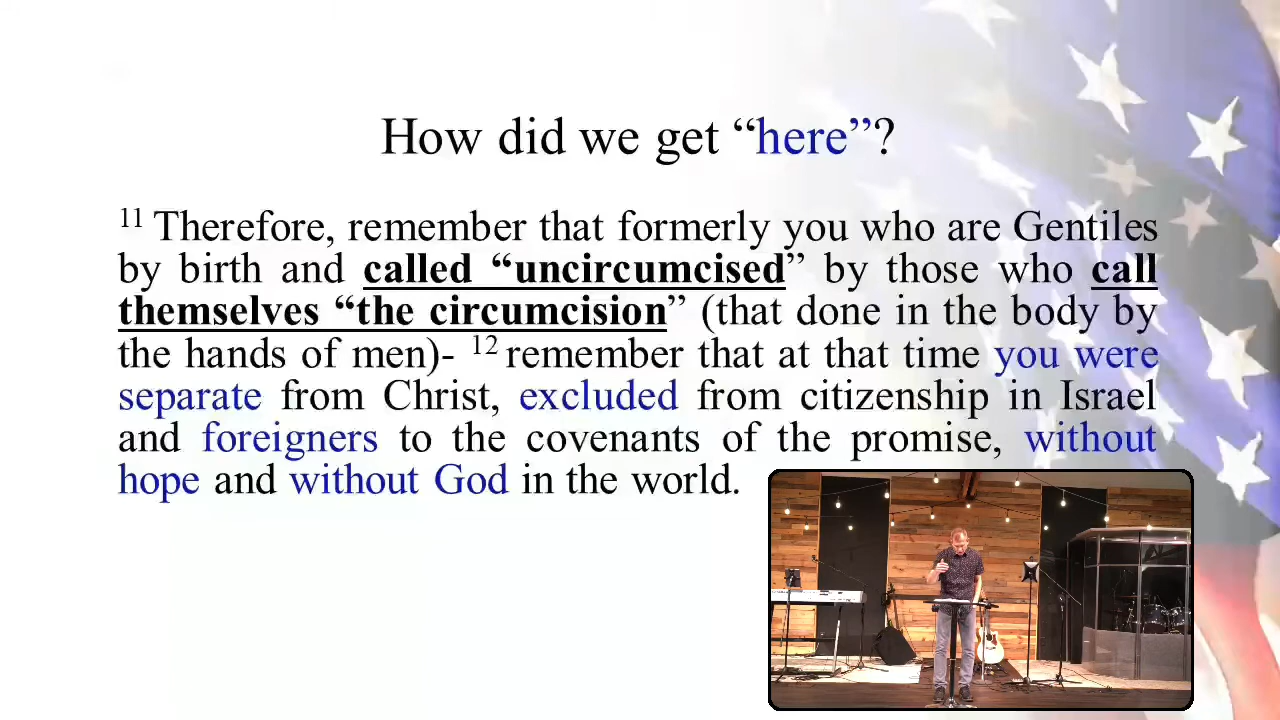 How did we get “here”?
11 Therefore, remember that formerly you who are Gentiles
by birth and called “uncircumcised” by those who call
themselves “the circumcision” (that done in the body by
the hands of men)- 12 remember that at that time you were
separate from Christ, excluded from citizenship in Israel
and foreigners to the covenants of the promise, without
hope and without God in the world.